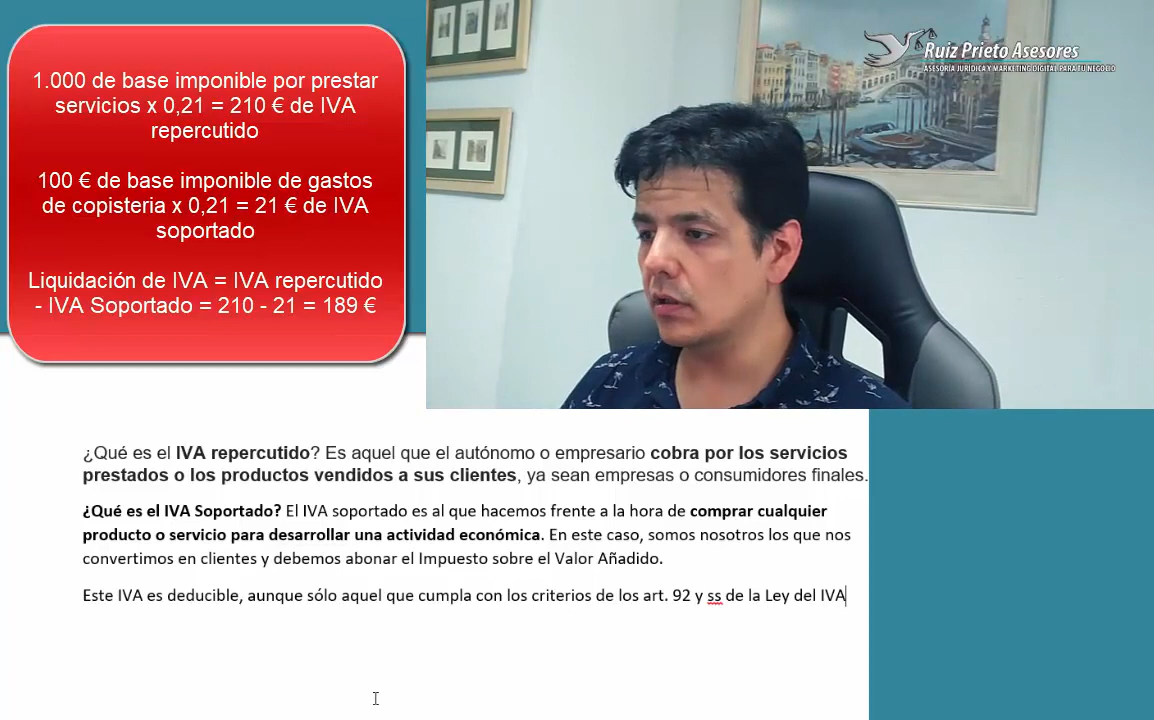 1.000 de base imponible por prestar
servicios x 0,21 = 210 € de IVA
repercutido
100 € de base imponible de gastos
de copisteria x 0,21 = 21 € de IVA
soportado
Liquidación de IVA = IVA repercutido
- IVA Soportado = 210 - 21 = 189 €
Ruiz Prieto Asesores
ASESORÍA JURÍDICA Y MARKETING DIGITAL PARA TU NEGOCIO
¿Qué es el IVA repercutido? Es aquel que el autónomo o empresario cobra por los servicios
prestados o los productos vendidos a sus clientes, ya sean empresas o consumidores finales.
¿Qué es el IVA Soportado? El IVA soportado es al que hacemos frente a la hora de comprar cualquier
producto o servicio para desarrollar una actividad económica. En este caso, somos nosotros los que nos
convertimos en clientes y debemos abonar el Impuesto sobre el Valor Añadido.
Este IVA es deducible, aunque sólo aquel que cumpla con los criterios de los art. 92 y ss de la Ley del IVA